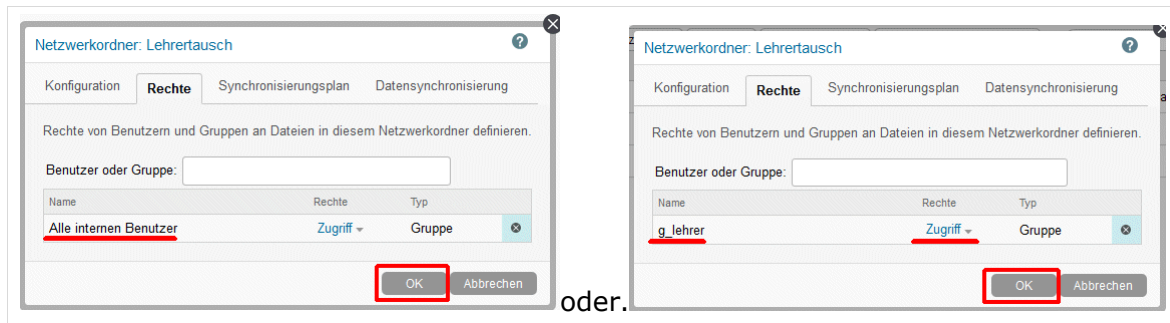 Netzwerkordner: Lehrertausch
Konfiguration Rechte Synchronisierungsplan Datensynchronisierung
Rechte von Benutzern und Gruppen an Dateien in diesem Netzwerkordner definieren.
Benutzer oder Gruppe:
Name Rechte Typ
Alle internen Benutzer Zugriff Gruppe
OK Abbrechen
oder.
Netzwerkordner: Lehrertausch
Konfiguration Rechte Synchronisierungsplan Datensynchronisierung
Rechte von Benutzern und Gruppen an Dateien in diesem Netzwerkordner definieren.
Benutzer oder Gruppe:
Name Rechte Typ
g_lehrer Zugriff Gruppe
OK Abbrechen